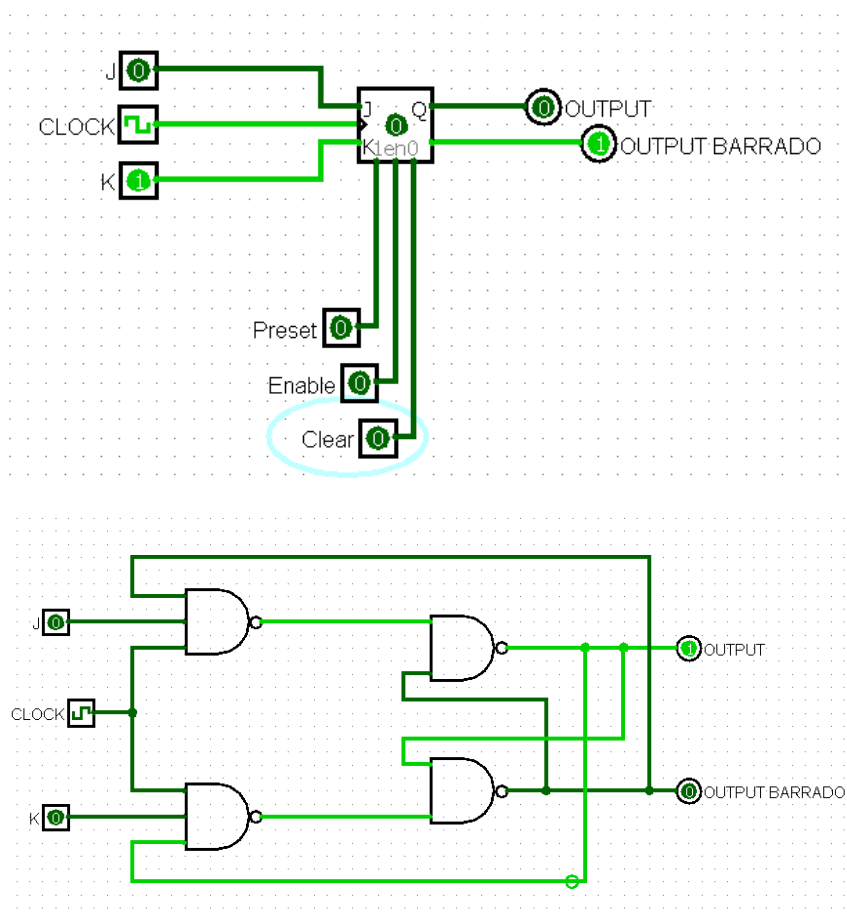 J 0
CLOCK
K 1
J Q
0
K 1 en 0
0 OUTPUT
1 OUTPUT BARRADO
Preset 0
Enable 0
Clear 0
J 0
CLOCK
K 0
1 OUTPUT
0 OUTPUT BARRADO